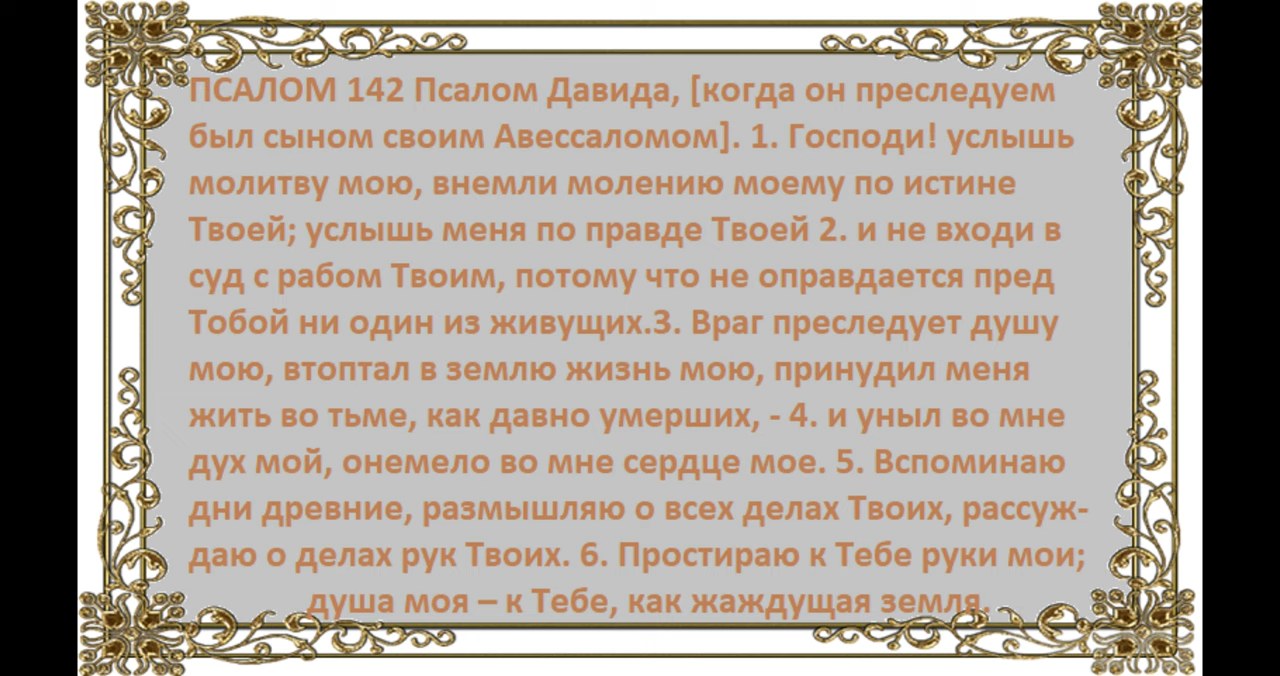 ПСАЛОМ 142 Псалом Давида, [когда он преследуем
был сыном своим Авессаломом]. 1. Господи! услышь
молитву мою, внемли молению моему по истине
Твоей; услышь меня по правде Твоей 2. и не входи в
суд с рабом Твоим, потому что не оправдается пред
Тобой ни один из живущих.3. Враг преследует душу
мою, втоптал в землю жизнь мою, принудил меня
жить во тьме, как давно умерших, - 4. и уныл во мне
дух мой, онемело во мне сердце мое. 5. Вспоминаю
дни древние, размышляю о всех делах Твоих, рассуж-
даю о делах рук Твоих. 6. Простираю к Тебе руки мои;
душа моя – к Тебе, как жаждущая земля.